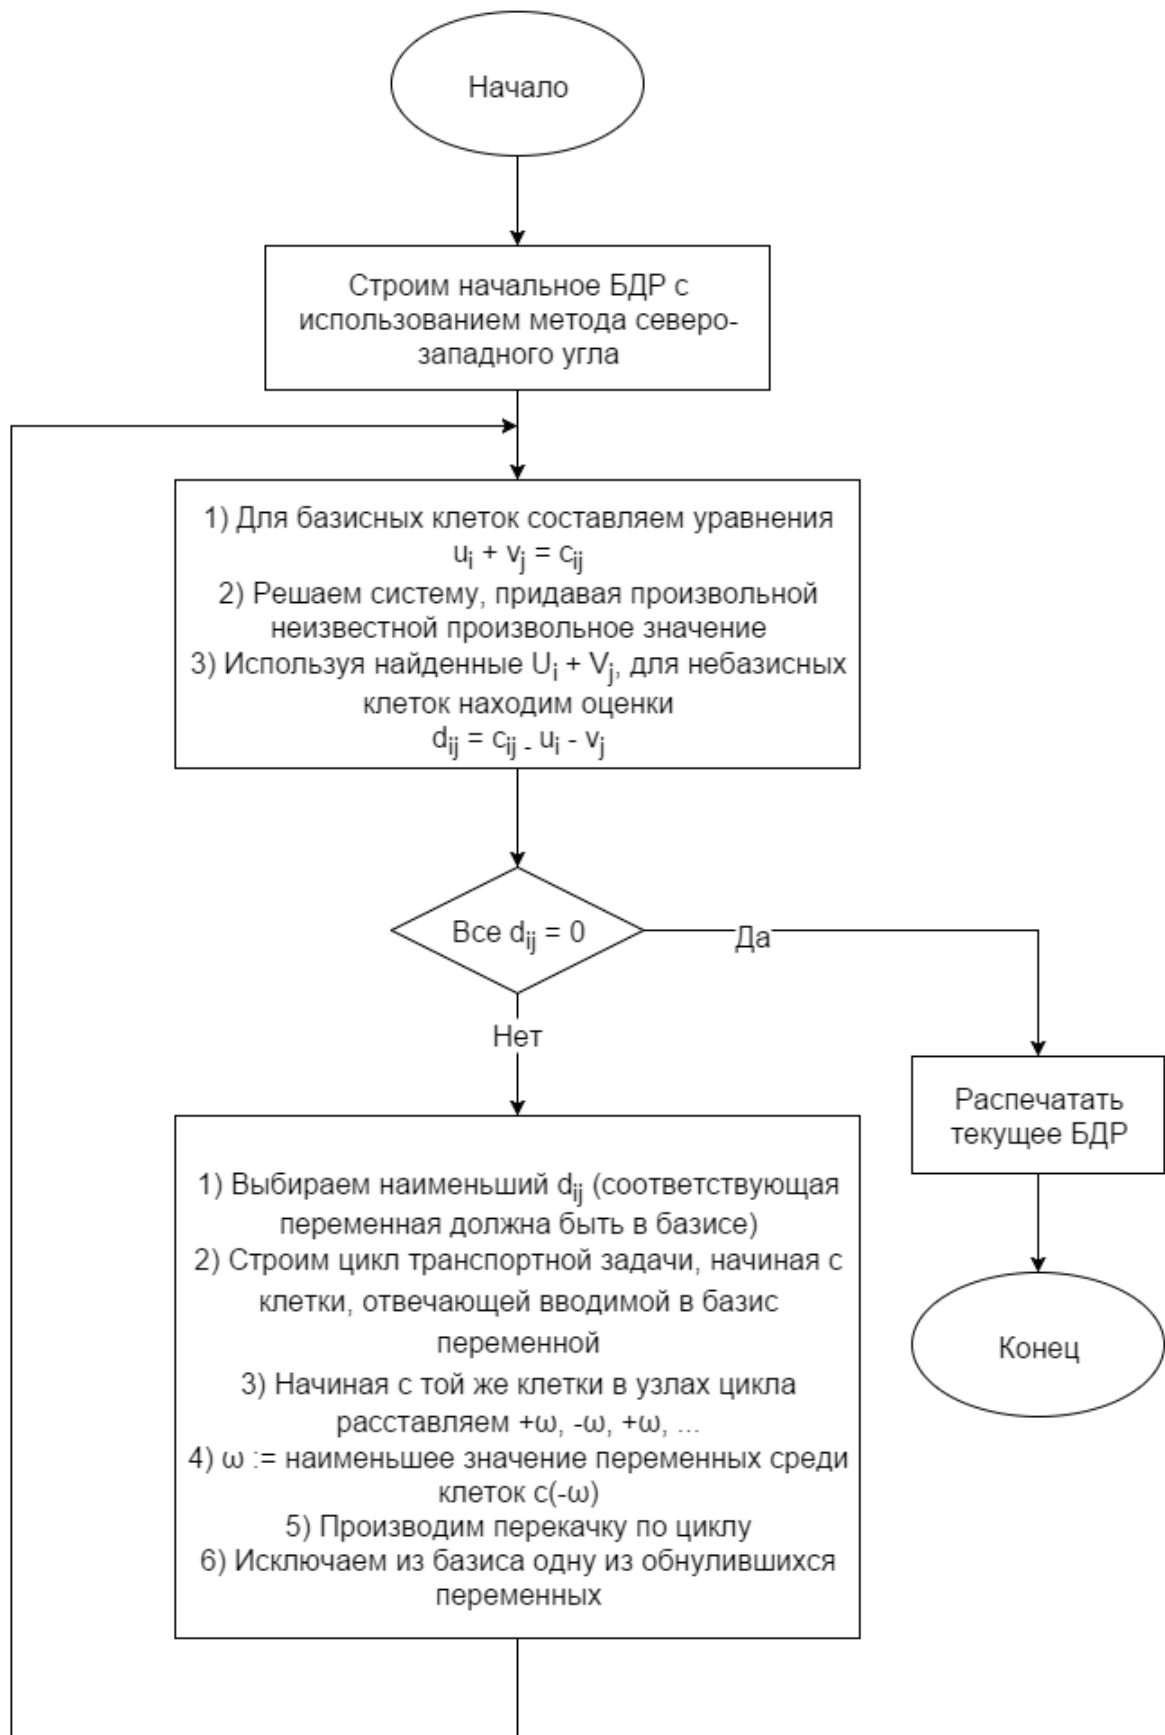 Начало
Строим начальное БДР с
использованием метода северо-
западного угла
1) Для базисных клеток составляем уравнения
uᵢ + vⱼ = cᵢⱼ
2) Решаем систему, придавая произвольной
неизвестной произвольное значение
3) Используя найденные Uᵢ + Vⱼ, для небазисных
клеток находим оценки
dᵢⱼ = cᵢⱼ - uᵢ - vⱼ
Все dᵢⱼ = 0
Да
Нет
Распечатать
текущее БДР
1) Выбираем наименьший dᵢⱼ (соответствующая
переменная должна быть в базисе)
2) Строим цикл транспортной задачи, начиная с
клетки, отвечающей вводимой в базис
переменной
3) Начиная с той же клетки в узлах цикла
расставляем +ω, -ω, +ω, ...
4) ω := наименьшее значение переменных среди
клеток с(-ω)
5) Производим перекачку по циклу
6) Исключаем из базиса одну из обнулившихся
переменных
Конец